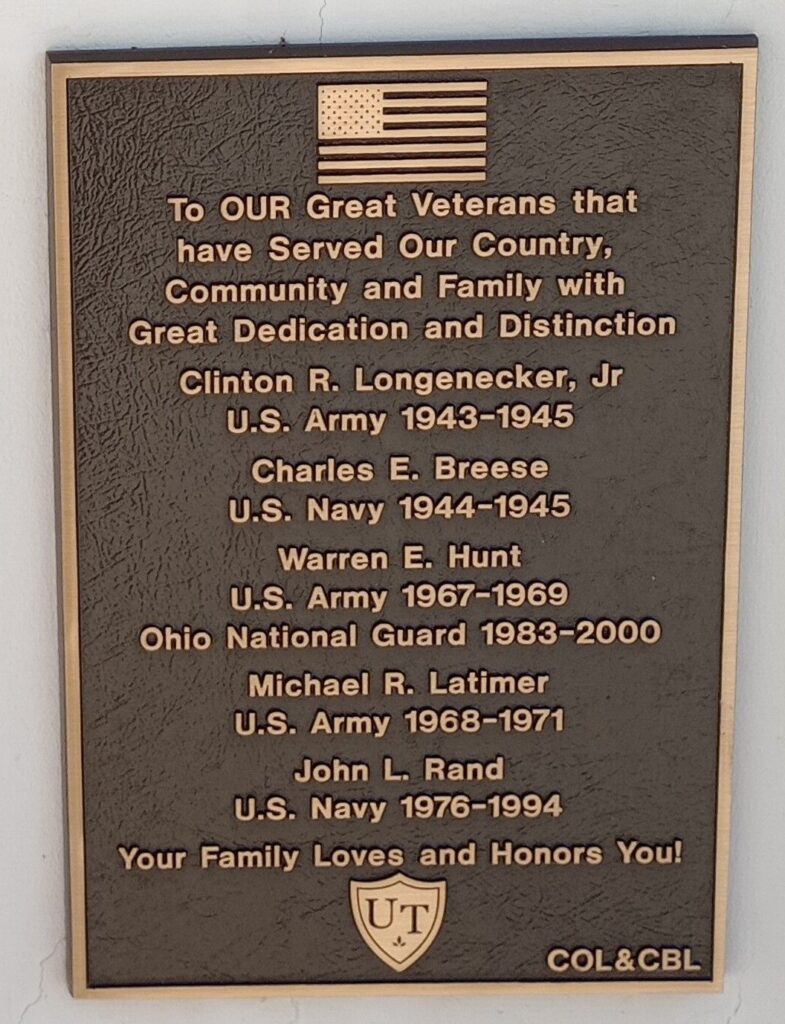 To OUR Great Veterans that
have Served Our Country,
Community and Family with
Great Dedication and Distinction
Clinton R. Longenecker, Jr
U.S. Army 1943-1945
Charles E. Breese
U.S. Navy 1944-1945
Warren E. Hunt
U.S. Army 1967-1969
Ohio National Guard 1983-2000
Michael R. Latimer
U.S. Army 1968-1971
John L. Rand
U.S. Navy 1976-1994
Your Family Loves and Honors You!
UT
COL&CBL